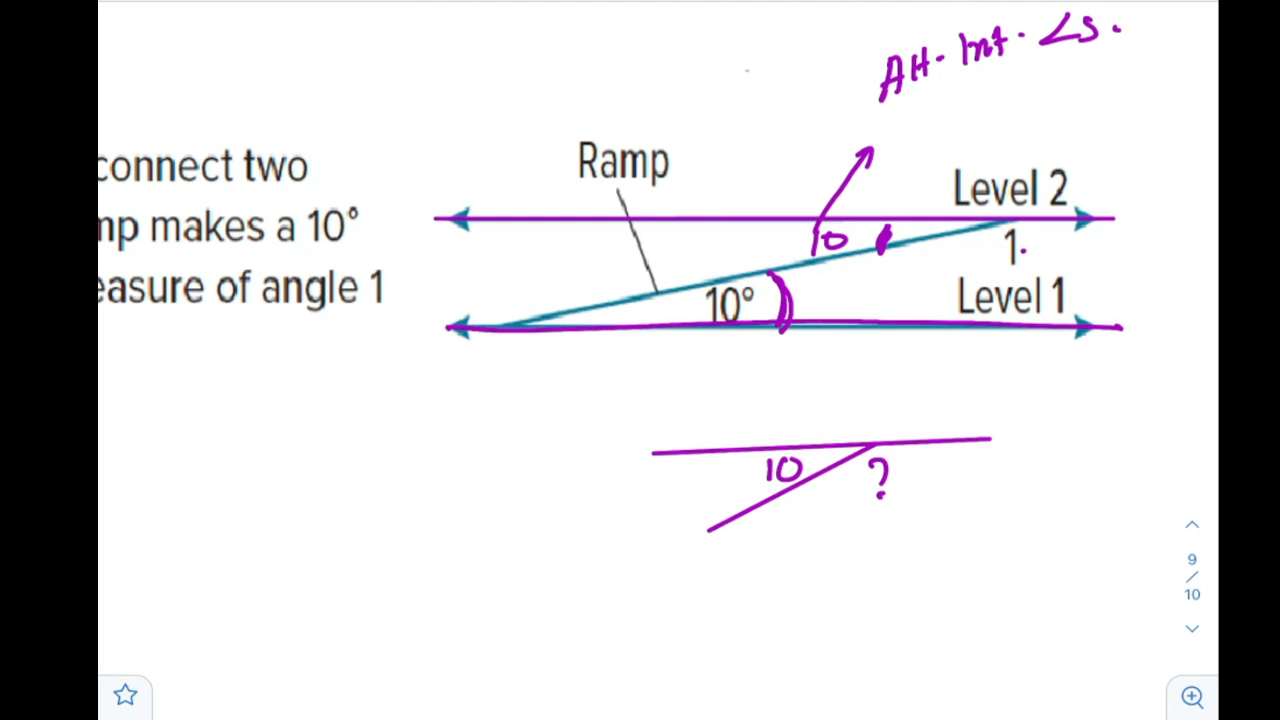 Alt. Int. ∠s.
Ramp
connect two
Level 2
mp makes a 10°
10
1.
easure of angle 1
10°
Level 1
10
?
9
/
10